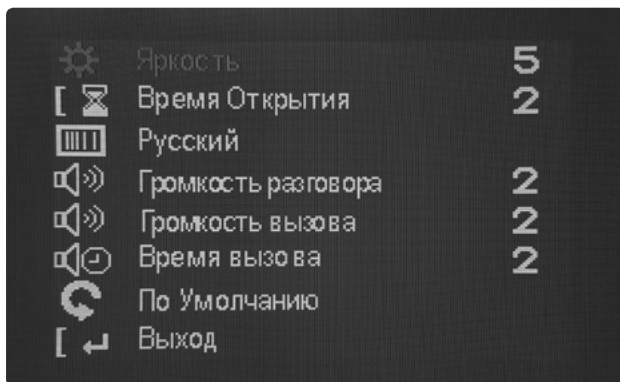 Яркость 5
[ Время Открытия 2
Русский
Громкость разговора 2
Громкость вызова 2
Время вызова 2
По Умолчанию
[ Выход